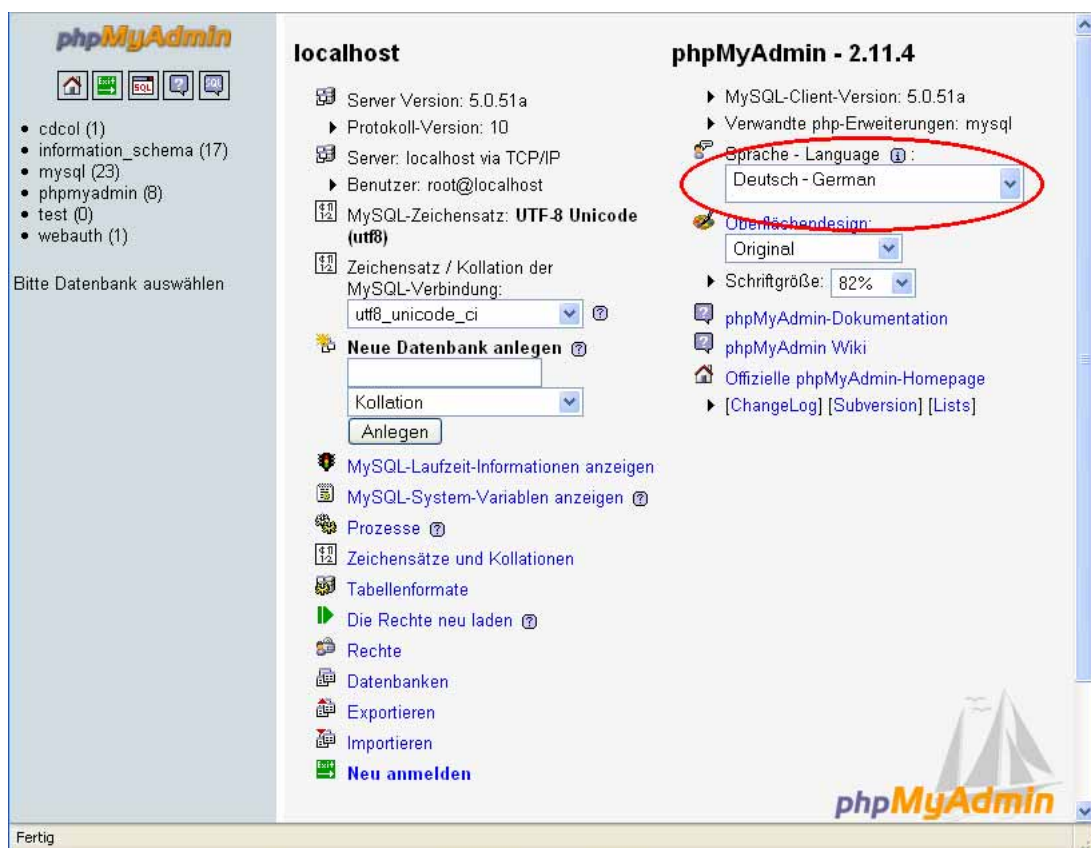 phpMyAdmin
cdcol (1)
information_schema (17)
mysql (23)
phpmyadmin (8)
test (0)
webauth (1)
Bitte Datenbank auswählen
localhost
Server Version: 5.0.51a
Protokoll-Version: 10
Server: localhost via TCP/IP
Benutzer: root@localhost
MySQL-Zeichensatz: UTF-8 Unicode
(utf8)
Zeichensatz / Kollation der
MySQL-Verbindung:
utf8_unicode_ci
Neue Datenbank anlegen
Kollation
Anlegen
MySQL-Laufzeit-Informationen anzeigen
MySQL-System-Variablen anzeigen
Prozesse
Zeichensätze und Kollationen
Tabellenformate
Die Rechte neu laden
Rechte
Datenbanken
Exportieren
Importieren
Neu anmelden
phpMyAdmin - 2.11.4
MySQL-Client-Version: 5.0.51a
Verwandte php-Erweiterungen: mysql
Sprache - Language :
Deutsch - German
Oberflächendesign:
Original
Schriftgröße: 82%
phpMyAdmin-Dokumentation
phpMyAdmin Wiki
Offizielle phpMyAdmin-Homepage
[ChangeLog] [Subversion] [Lists]
phpMyAdmin
Fertig